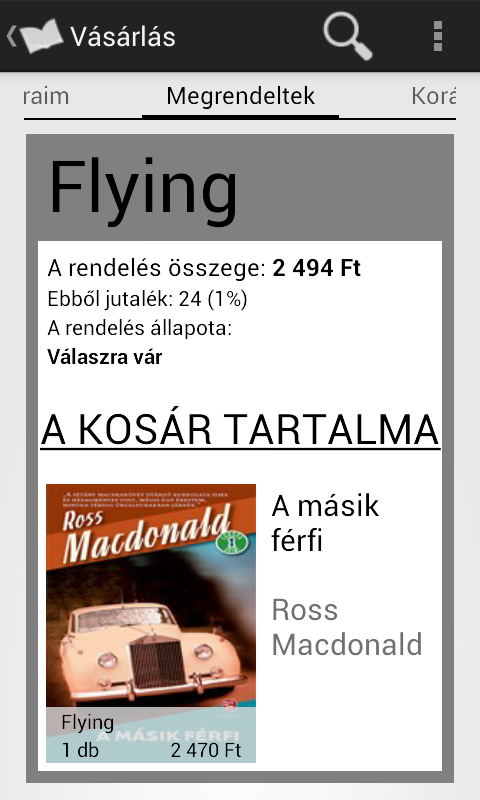 Vásárlás
raim Megrendeltek Korá
Flying
A rendelés összege: 2 494 Ft
Ebből jutalék: 24 (1%)
A rendelés állapota:
Válaszra vár
A KOSÁR TARTALMA
Ross
Macdonald
A másik
férfi
Ross
Macdonald
Flying
1 db 2 470 Ft
A MÁSIK FÉRFI